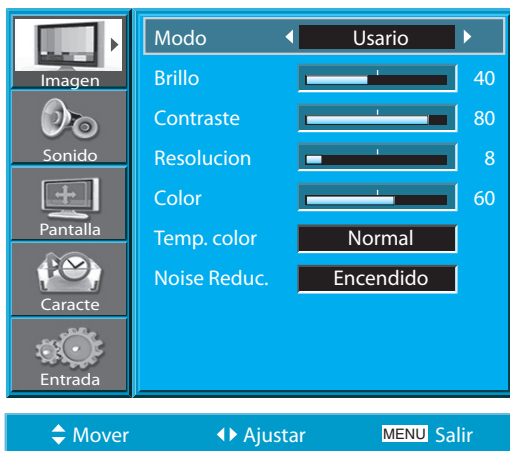 Imagen
Sonido
Pantalla
Caracte
Entrada
Modo Usario
Brillo 40
Contraste 80
Resolucion 8
Color 60
Temp. color Normal
Noise Reduc. Encendido
Mover Ajustar MENU Salir